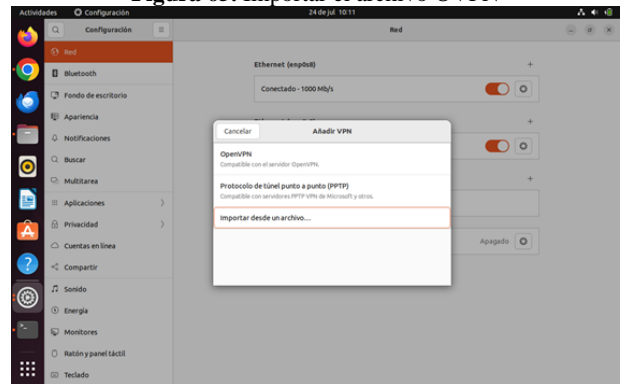 Figura 65. Importar el archivo OVPN
Actividades Configuración 24 de jul 10:11
Configuración Red
Red
Bluetooth
Fondo de escritorio
Apariencia
Notificaciones
Buscar
Multitarea
Aplicaciones
Privacidad
Cuentas en línea
Compartir
Sonido
Energía
Monitores
Ratón y panel táctil
Teclado
Ethernet (enp0s8)
Conectado - 1000 Mb/s
Cancelar Añadir VPN
OpenVPN
Compatible con el servidor OpenVPN.
Protocolo de túnel punto a punto (PPTP)
Compatible con servidores PPTP VPN de Microsoft y otros.
Importar desde un archivo…
Apagado